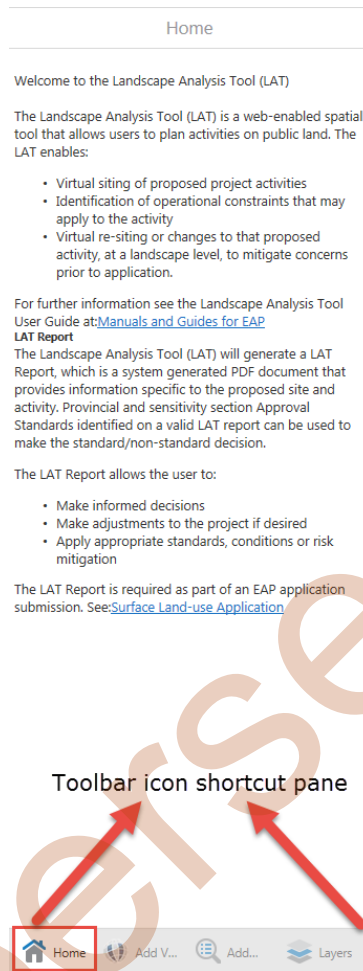 Home
Welcome to the Landscape Analysis Tool (LAT)
The Landscape Analysis Tool (LAT) is a web-enabled spatial
tool that allows users to plan activities on public land. The
LAT enables:
• Virtual siting of proposed project activities
• Identification of operational constraints that may
apply to the activity
• Virtual re-siting or changes to that proposed
activity, at a landscape level, to mitigate concerns
prior to application.
For further information see the Landscape Analysis Tool
User Guide at:Manuals and Guides for EAP
LAT Report
The Landscape Analysis Tool (LAT) will generate a LAT
Report, which is a system generated PDF document that
provides information specific to the proposed site and
activity. Provincial and sensitivity section Approval
Standards identified on a valid LAT report can be used to
make the standard/non-standard decision.
The LAT Report allows the user to:
• Make informed decisions
• Make adjustments to the project if desired
• Apply appropriate standards, conditions or risk
mitigation
The LAT Report is required as part of an EAP application
submission. See:Surface Land-use Application
Toolbar icon shortcut pane
Home Add V... Add... Layers